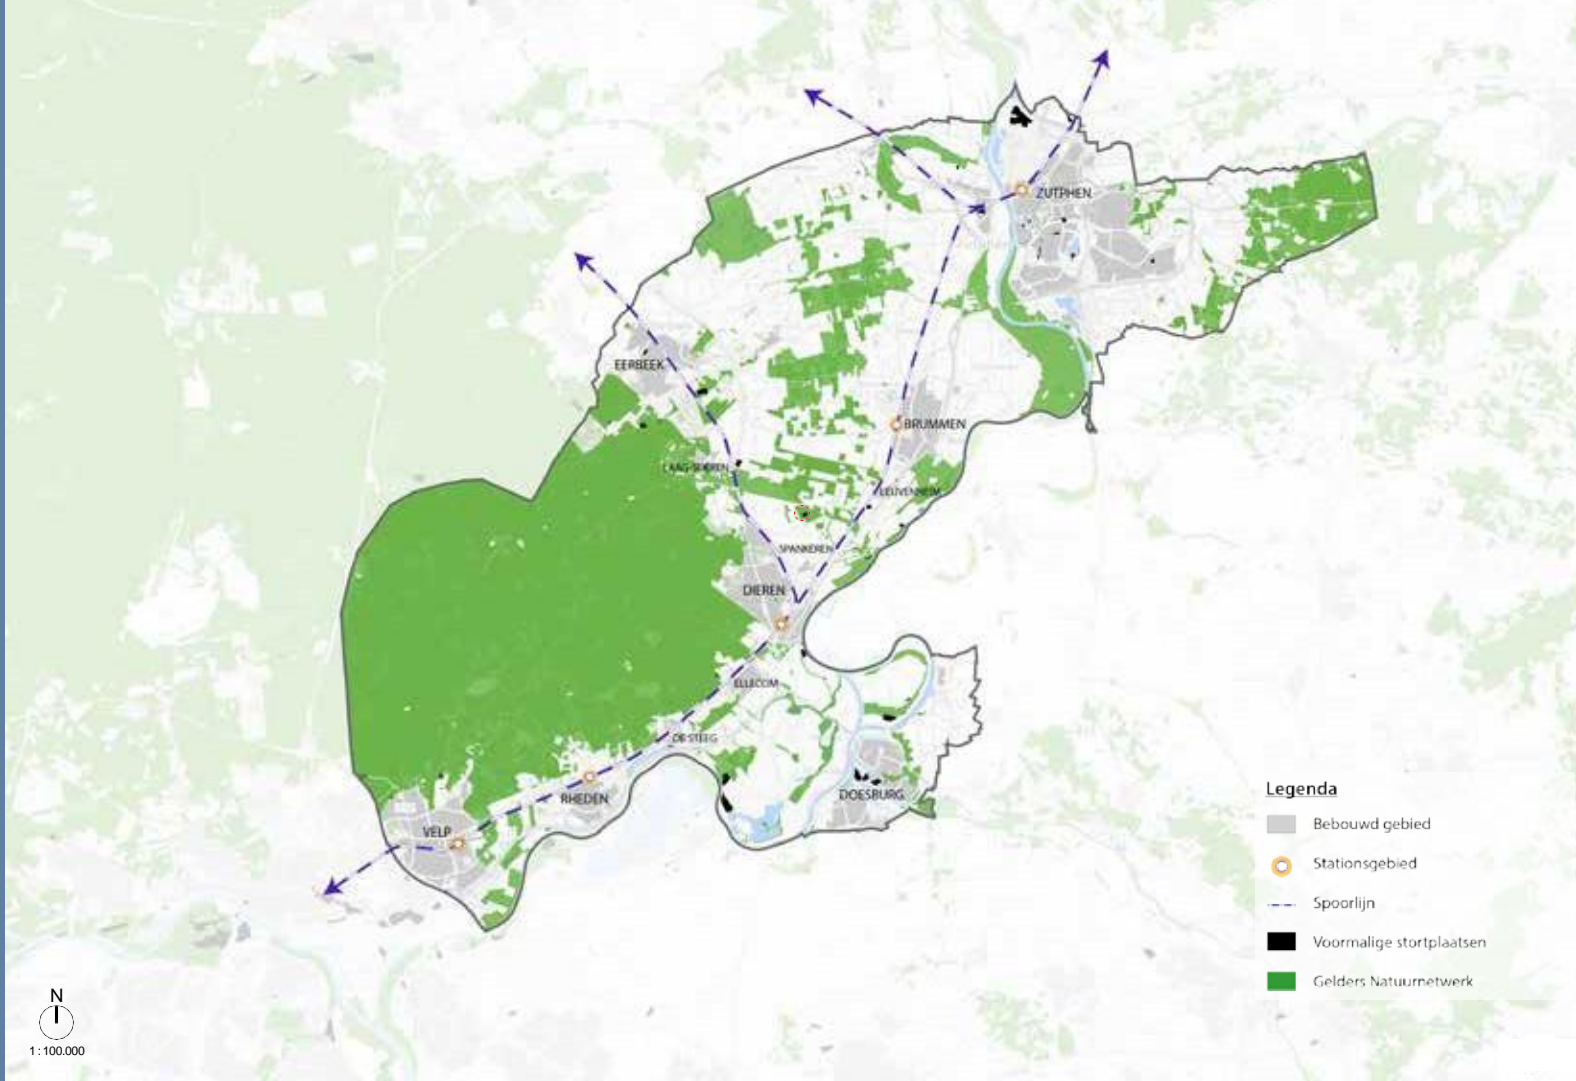 ZUTPHEN
EERBEEK
BRUMMEN
LAAG-SOEREN
LEUVENHEIM
SPANKEREN
DIEREN
ELLECOM
DE STEEG
RHEDEN
DOESBURG
VELP
Legenda
Bebouwd gebied
Stationsgebied
Spoorlijn
Voormalige stortplaatsen
Gelders Natuurnetwerk
N
1 : 100.000